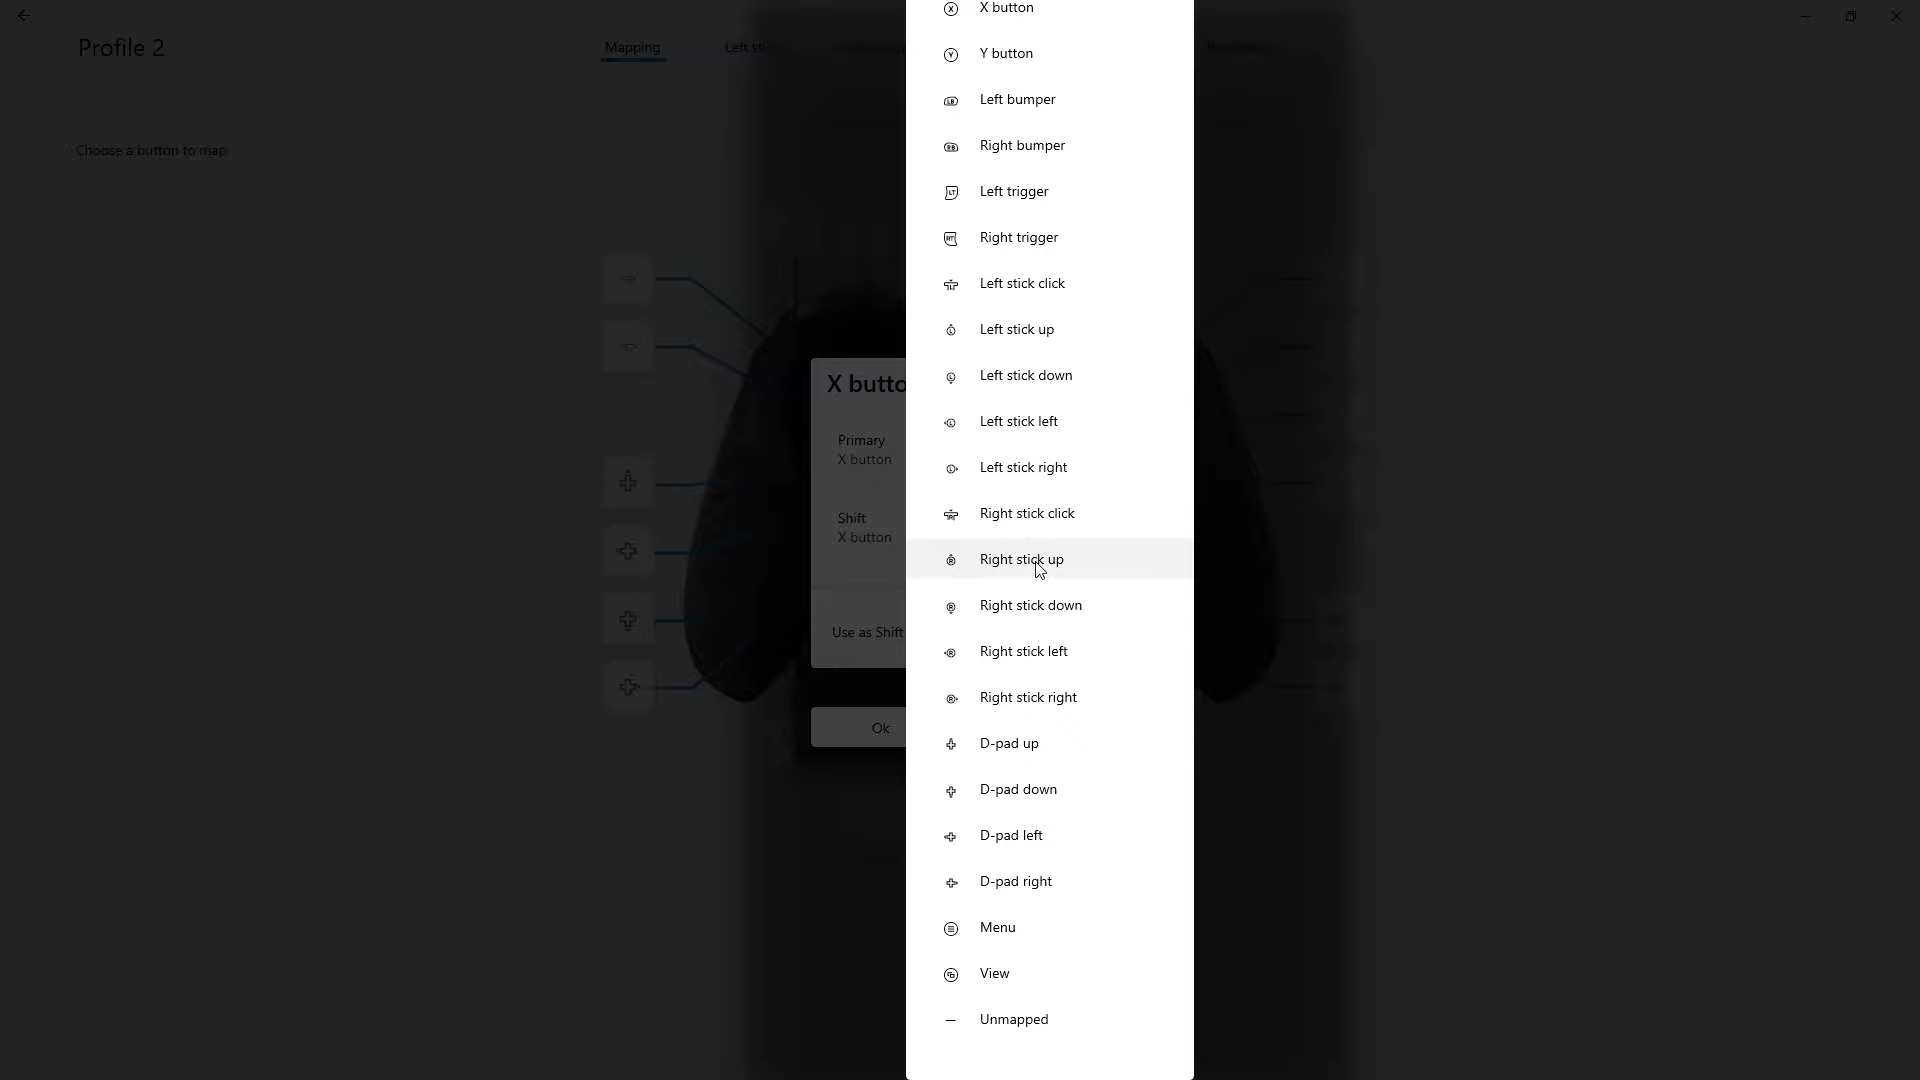 Profile 2
Mapping
Left sti
Choose a button to map
X butto
Primary
X button
Shift
X button
Use as Shift
Ok
X button
Y button
Left bumper
Right bumper
Left trigger
Right trigger
Left stick click
Left stick up
Left stick down
Left stick left
Left stick right
Right stick click
Right stick up
Right stick down
Right stick left
Right stick right
D-pad up
D-pad down
D-pad left
D-pad right
Menu
View
Unmapped